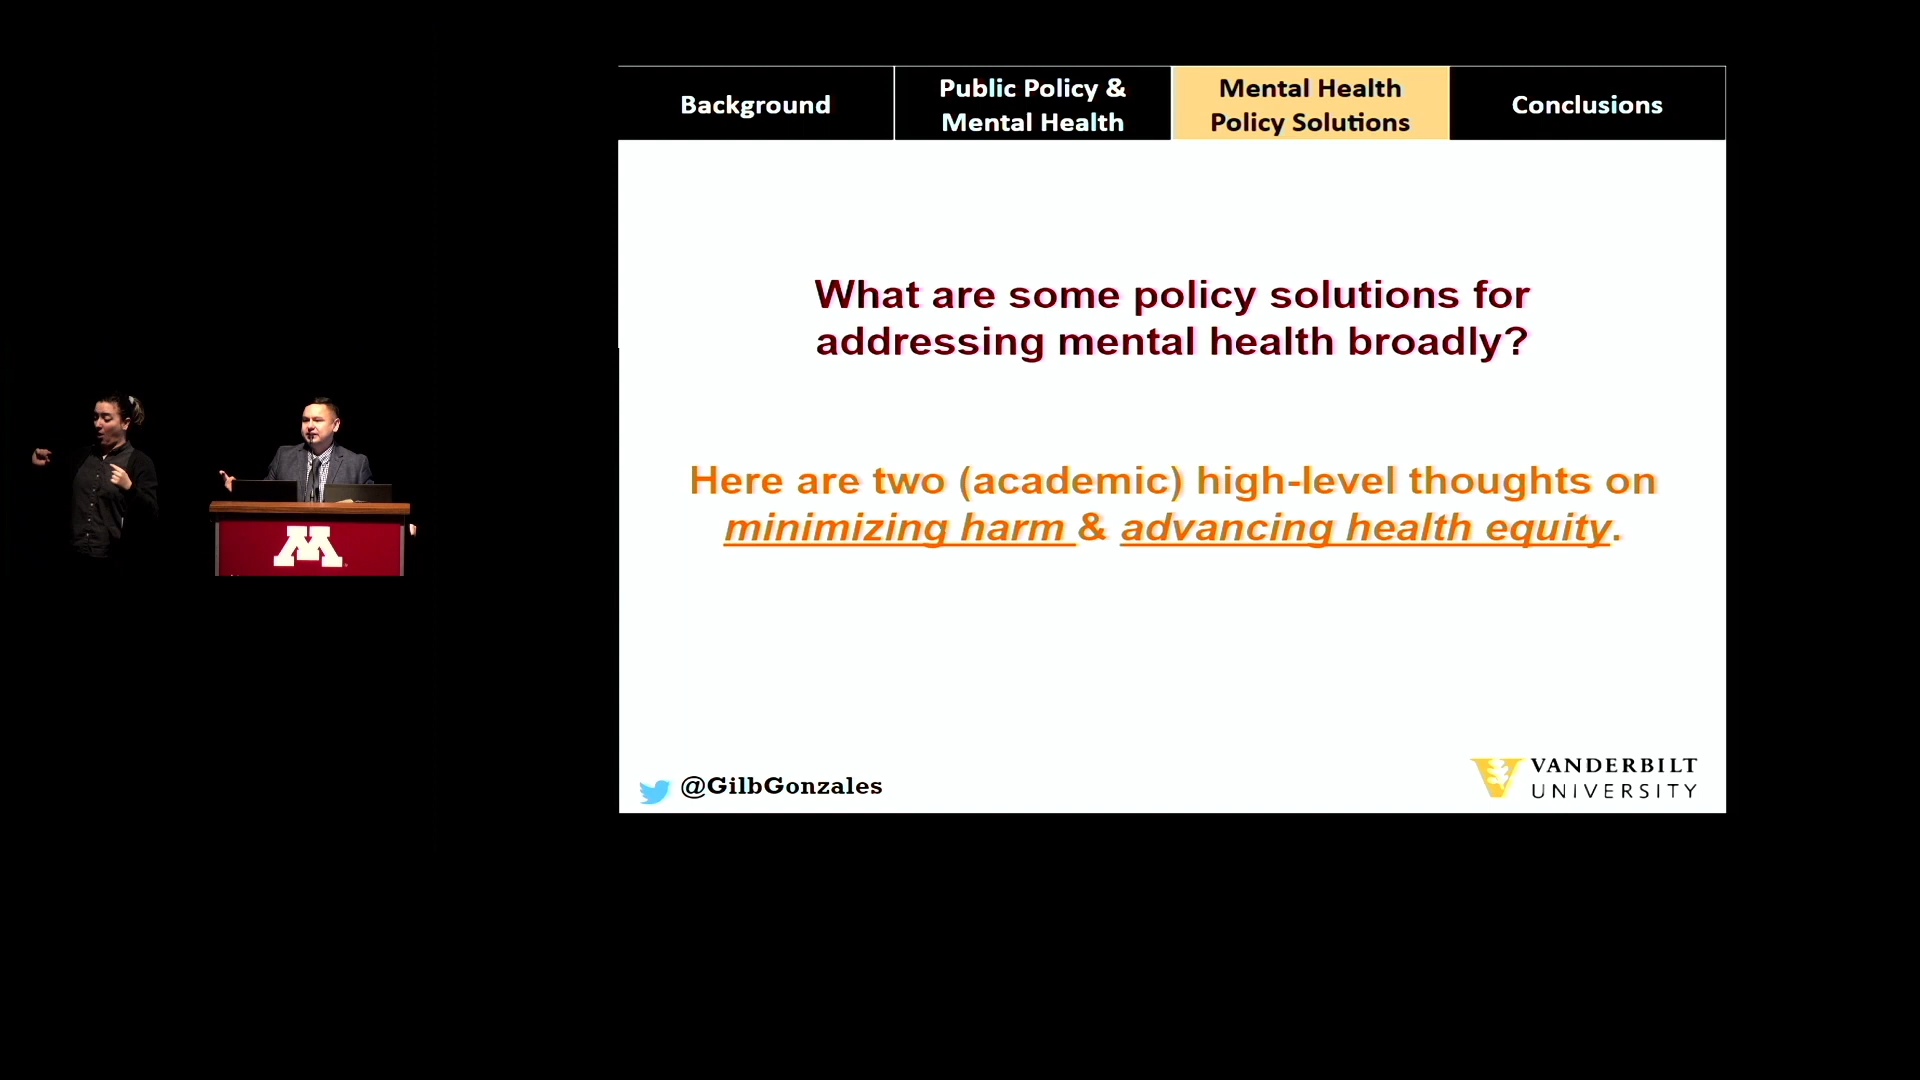 Background
Public Policy &
Mental Health
Mental Health
Policy Solutions
Conclusions
What are some policy solutions for
addressing mental health broadly?
Here are two (academic) high-level thoughts on
minimizing harm & advancing health equity.
@GilbGonzales
VANDERBILT
UNIVERSITY
M